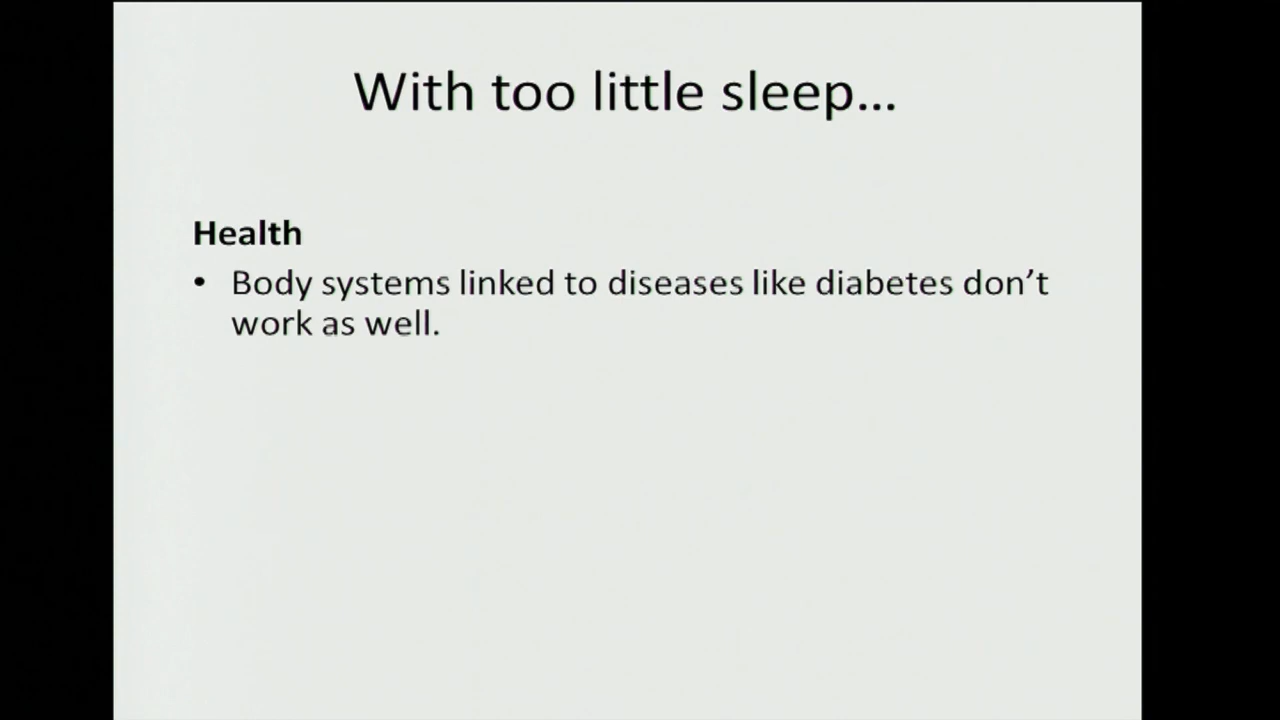 With too little sleep...
Health
• Body systems linked to diseases like diabetes don’t
work as well.